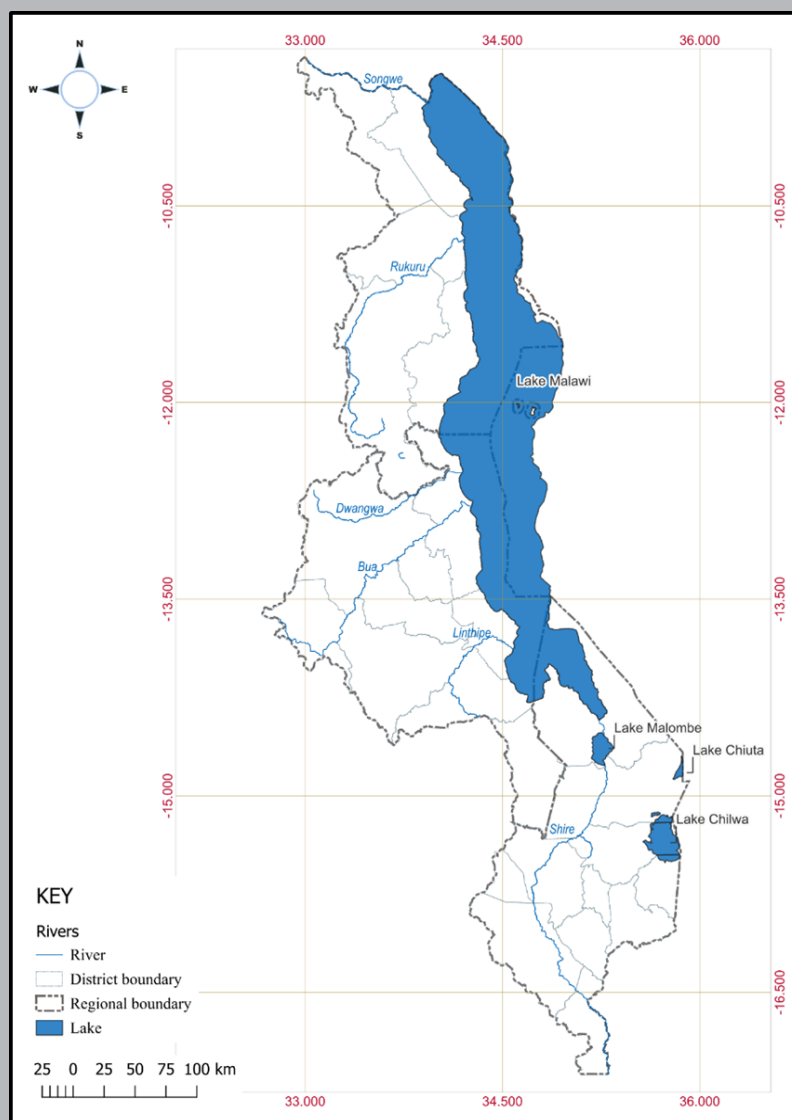 N
W E
S
33.000 34.500 36.000
Songwe
-10.500 -10.500
Rukuru
Lake Malawi
-12.000 -12.000
Dwangwa
Bua
-13.500 -13.500
Linthipe
Lake Malombe
Lake Chiuta
-15.000 -15.000
Lake Chilwa
Shire
KEY
Rivers
River
District boundary
Regional boundary
Lake
-16.500 -16.500
25 0 25 50 75 100 km
33.000 34.500 36.000